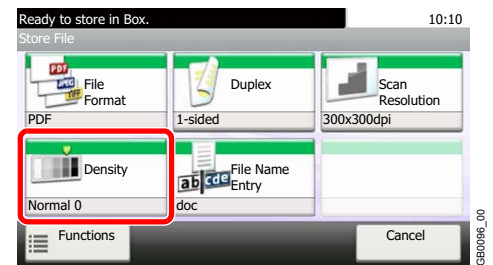 Ready to store in Box. 10:10
Store File
PDF
JPEG
TIFF
File
Format
PDF
Duplex
1-sided
Scan
Resolution
300x300dpi
Density
Normal 0
ab cde
File Name
Entry
doc
Functions
Cancel
GB0096_00